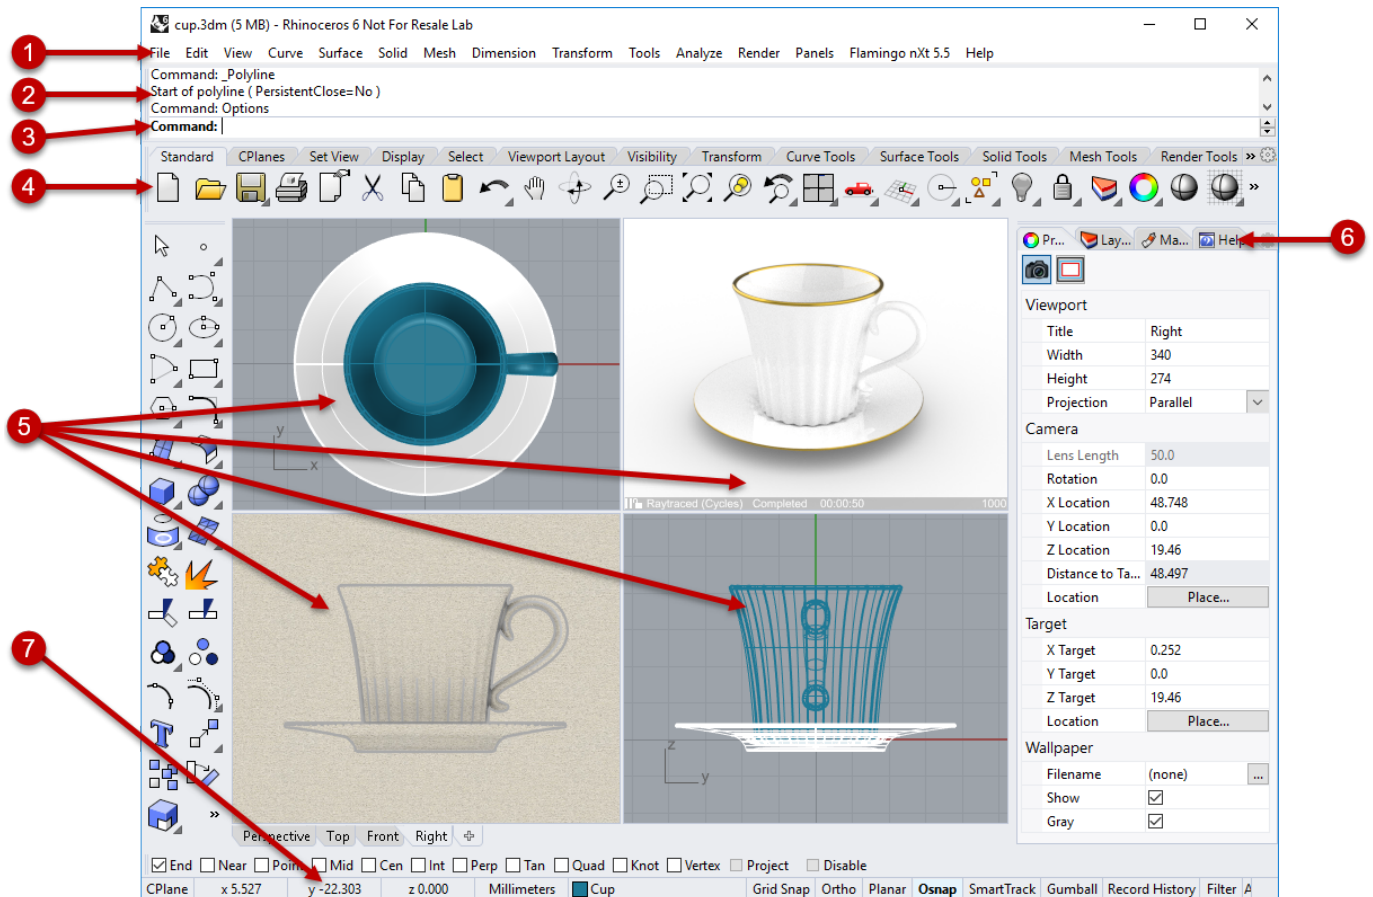 cup.3dm (5 MB) - Rhinoceros 6 Not For Resale Lab
File Edit View Curve Surface Solid Mesh Dimension Transform Tools Analyze Render Panels Flamingo nXt 5.5 Help
1
Command: _Polyline
2
Start of polyline ( PersistentClose=No )
Command: Options
3
Command:
Standard CPlanes Set View Display Select Viewport Layout Visibility Transform Curve Tools Surface Tools Solid Tools Mesh Tools Render Tools »
4
»
6
Pr... Lay... Ma... Help
Viewport
Title Right
Width 340
Height 274
Projection Parallel
Camera
Lens Length 50.0
Rotation 0.0
X Location 48.748
Y Location 0.0
Z Location 19.46
Distance to Ta... 48.497
Location Place...
Target
X Target 0.252
Y Target 0.0
Z Target 19.46
Location Place...
Wallpaper
Filename (none) ...
Show
Gray
5
y
x
Raytraced (Cycles) Completed 00:00:50 1000
z
y
7
T
»
Perspective Top Front Right
End Near Point Mid Cen Int Perp Tan Quad Knot Vertex Project Disable
CPlane x 5.527 y -22.303 z 0.000 Millimeters Cup Grid Snap Ortho Planar Osnap SmartTrack Gumball Record History Filter